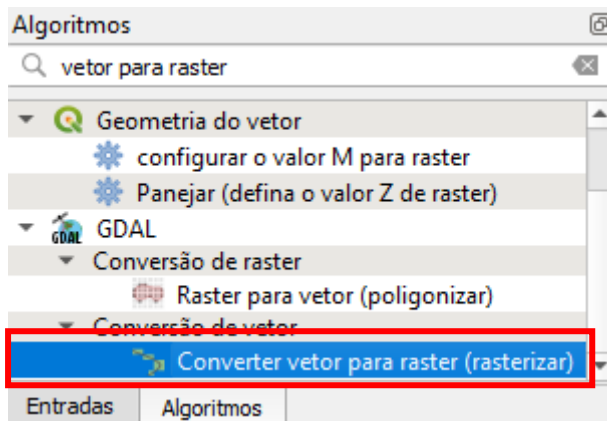 Algoritmos
vetor para raster
Geometria do vetor
configurar o valor M para raster
Panejar (defina o valor Z de raster)
GDAL
GDAL
Conversão de raster
Raster para vetor (poligonizar)
Conversão de vetor
Converter vetor para raster (rasterizar)
Entradas Algoritmos